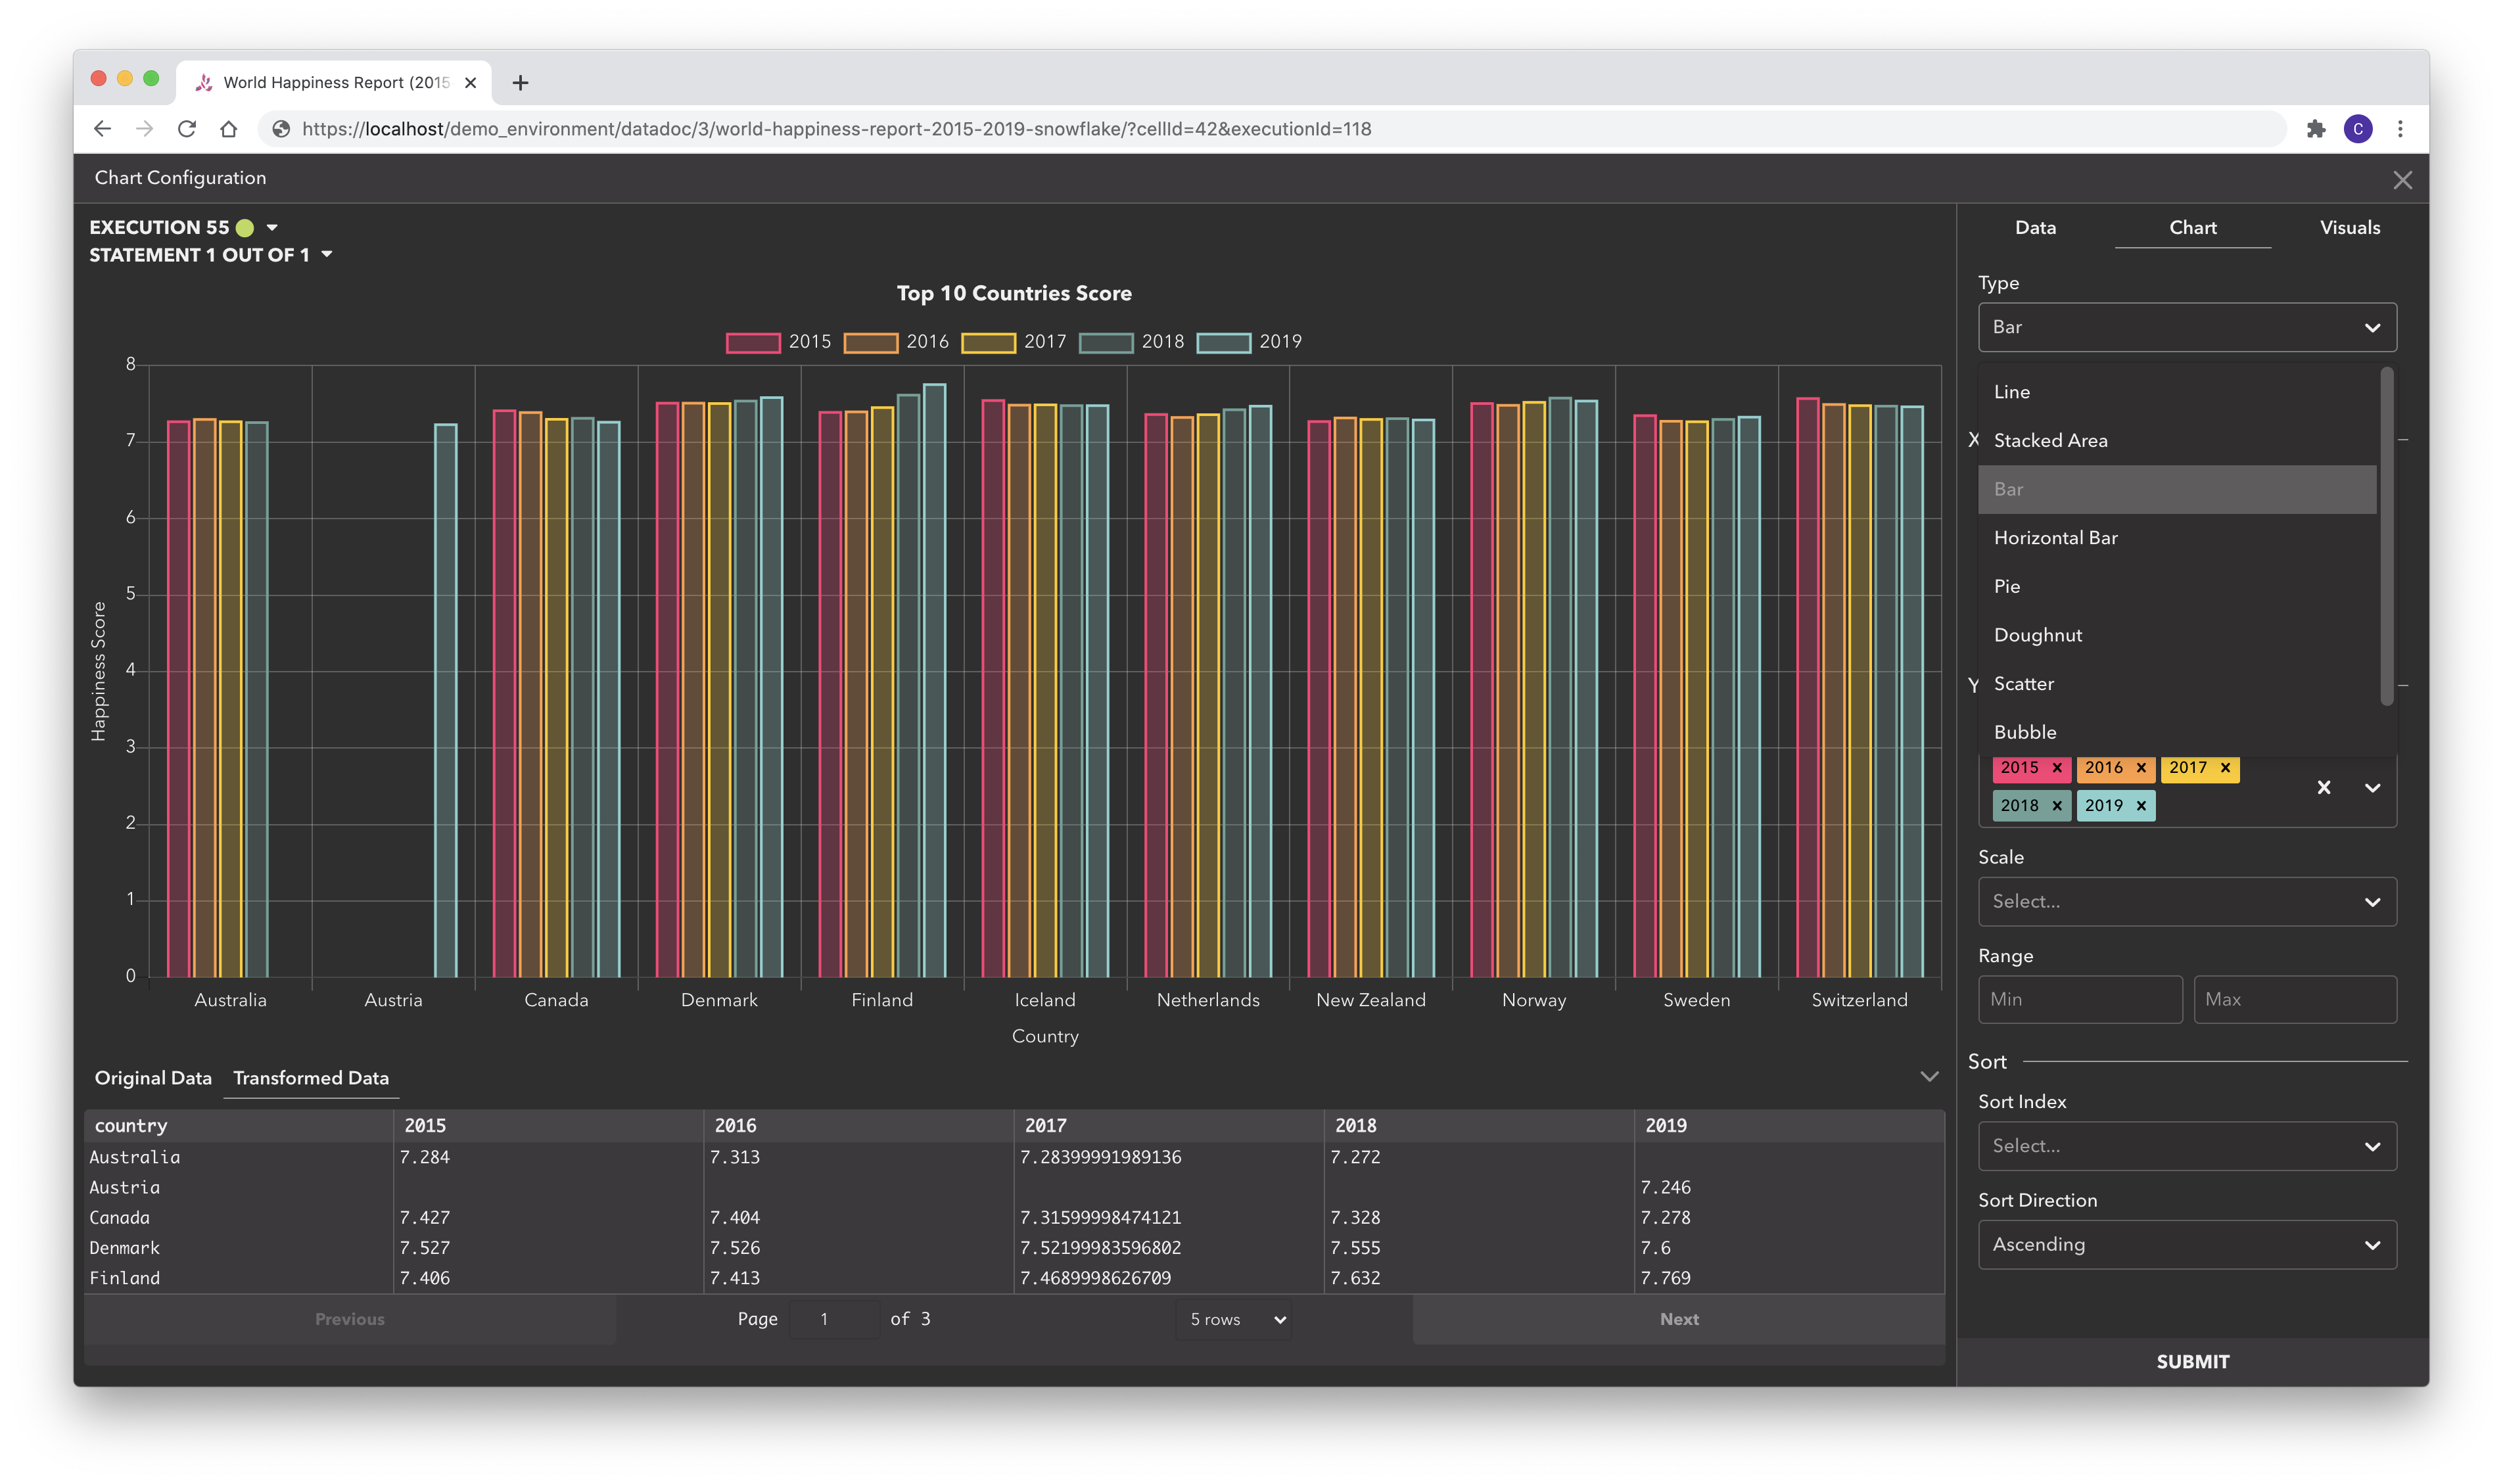 World Happiness Report (2015
https://localhost/demo_environment/datadoc/3/world-happiness-report-2015-2019-snowflake/?cellId=42&executionId=118
C
Chart Configuration
EXECUTION 55
STATEMENT 1 OUT OF 1
Top 10 Countries Score
2015 2016 2017 2018 2019
8
7
6
5
4
3
2
1
0
Happiness Score
Australia Austria Canada Denmark Finland Iceland Netherlands New Zealand Norway Sweden Switzerland
Country
Original Data Transformed Data
country 2015 2016 2017 2018 2019
Australia 7.284 7.313 7.28399991989136 7.272
Austria 7.246
Canada 7.427 7.404 7.31599998474121 7.328 7.278
Denmark 7.527 7.526 7.52199983596802 7.555 7.6
Finland 7.406 7.413 7.4689998626709 7.632 7.769
Previous Page 1 of 3 5 rows Next
Data Chart Visuals
Type
Bar
Line
X Stacked Area
Bar
Horizontal Bar
Pie
Doughnut
Y Scatter
Bubble
2015 x 2016 x 2017 x
2018 x 2019 x
Scale
Select...
Range
Min Max
Sort
Sort Index
Select...
Sort Direction
Ascending
SUBMIT